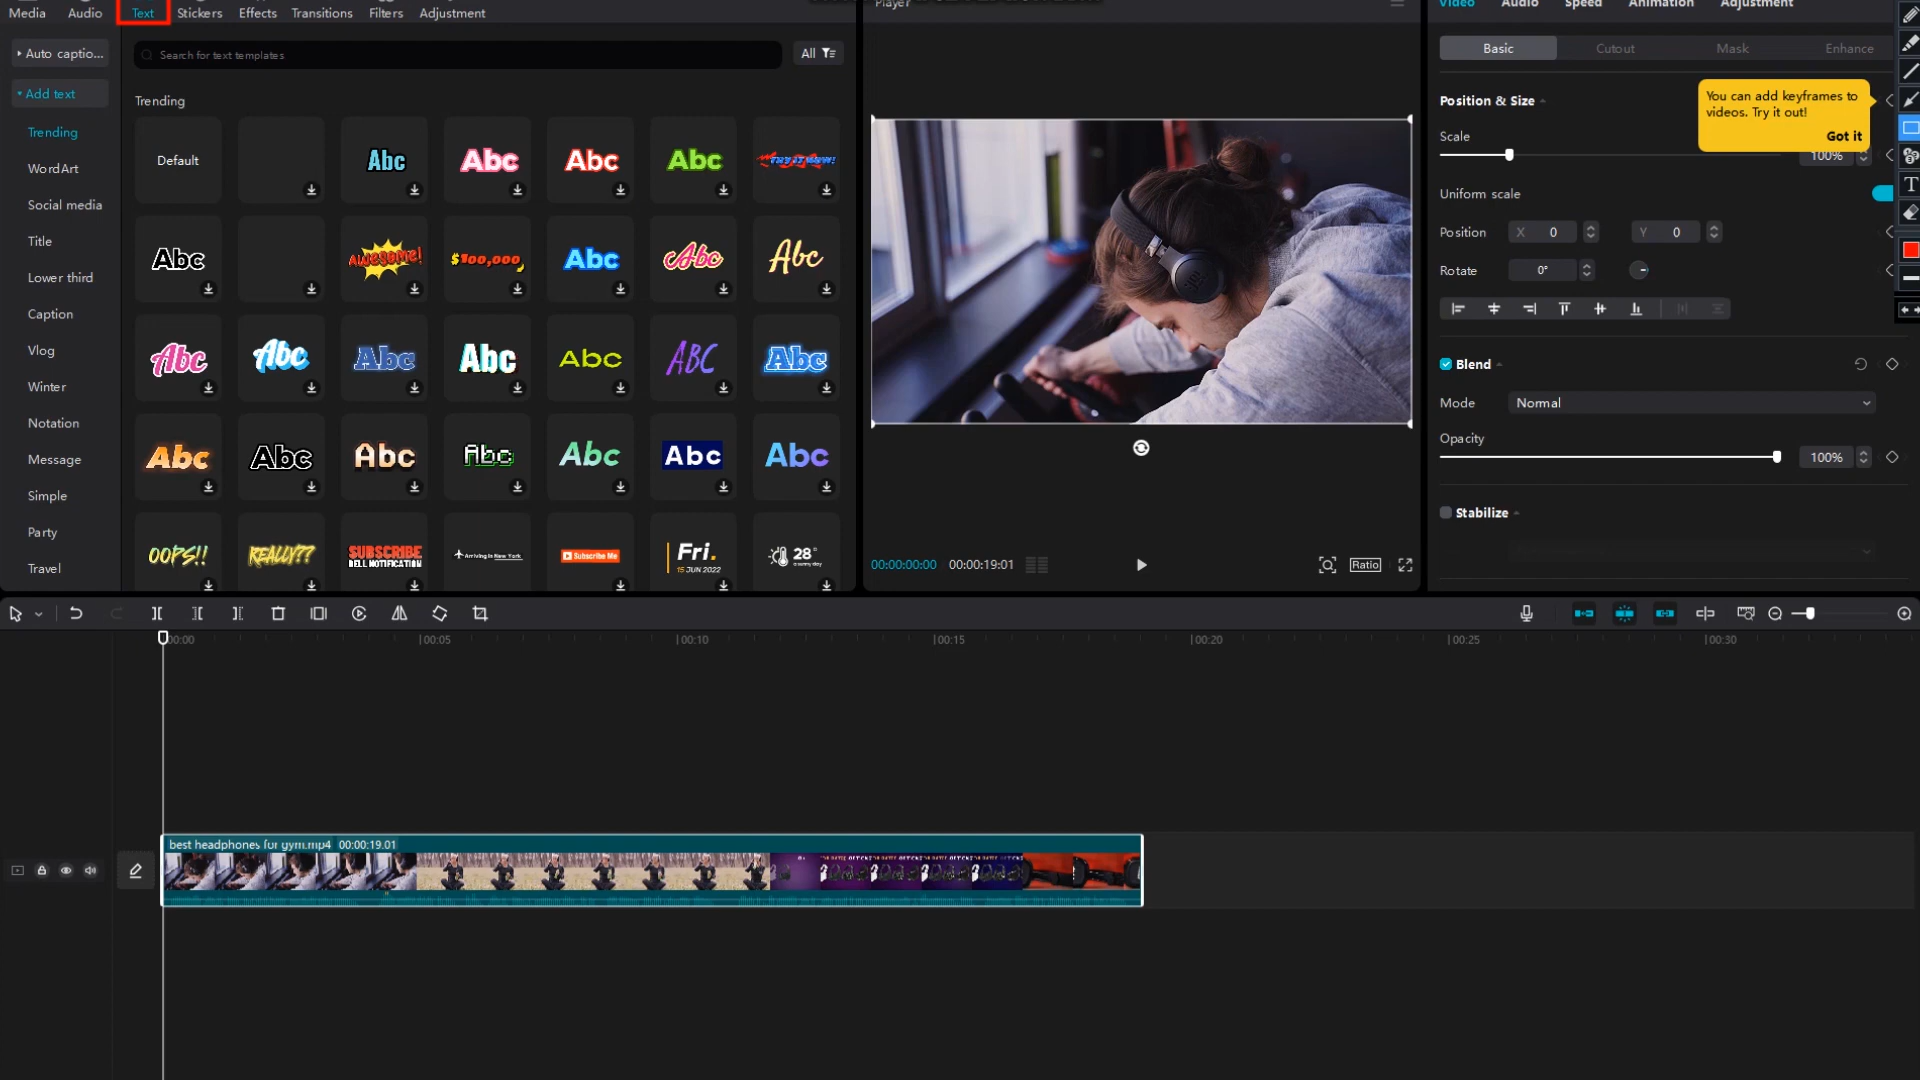 Media Audio Text Stickers Effects Transitions Filters Adjustment
Player
Video Audio Speed Animation Adjustment
Auto captio...
Search for text templates
All
Basic Cutout Mask Enhance
Add text
Trending
Trending
WordArt
Social media
Title
Lower third
Caption
Vlog
Winter
Notation
Message
Simple
Party
Travel
Default Abc Abc Abc Abc
Abc Awesome! $100,000 Abc Abc Abc
Abc Abc Abc Abc Abc ABC Abc
Abc Abc Abc Abc Abc Abc Abc
OOPS!! REALLY?? SUBSCRIBE
BELL NOTIFICATION
Arriving in New York
Subscribe Me
Fri.
15 JUN 2022
28°
a sunny day
00:00:00:00 00:00:19:01
Ratio
Position & Size
You can add keyframes to
videos. Try it out!
Got it
Scale
100%
Uniform scale
Position X 0 Y 0
Rotate 0°
Blend
Mode Normal
Opacity
100%
Stabilize
00:00 00:05 00:10 00:15 00:20 00:25 00:30
best headphones for gym.mp4 00:00:19:01